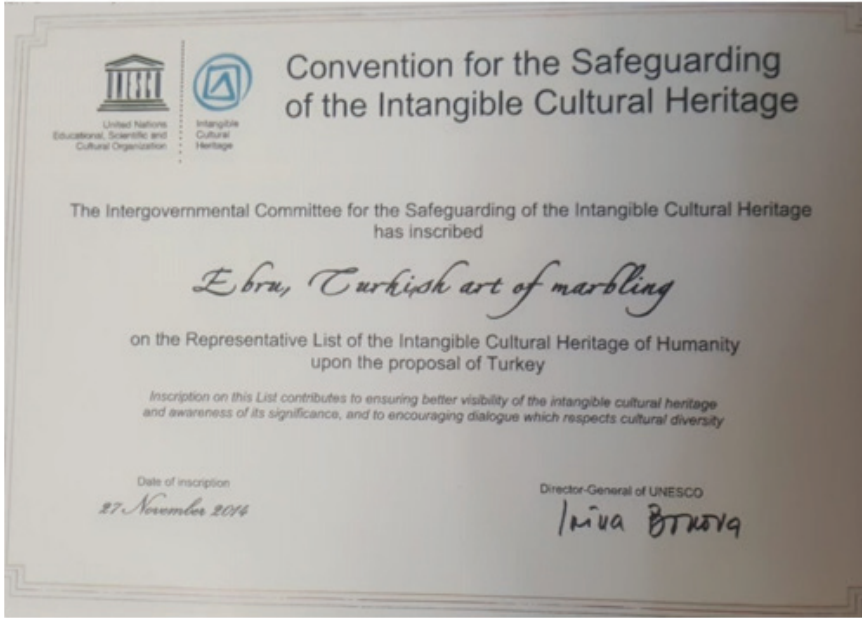 UNESCO
United Nations
Educational, Scientific and
Cultural Organization
Intangible
Cultural
Heritage
Convention for the Safeguarding
of the Intangible Cultural Heritage
The Intergovernmental Committee for the Safeguarding of the Intangible Cultural Heritage
has inscribed
Ebru, Turkish art of marbling
on the Representative List of the Intangible Cultural Heritage of Humanity
upon the proposal of Turkey
Inscription on this List contributes to ensuring better visibility of the intangible cultural heritage
and awareness of its significance, and to encouraging dialogue which respects cultural diversity
Date of inscription
27 November 2014
Director-General of UNESCO
Irina Bokova